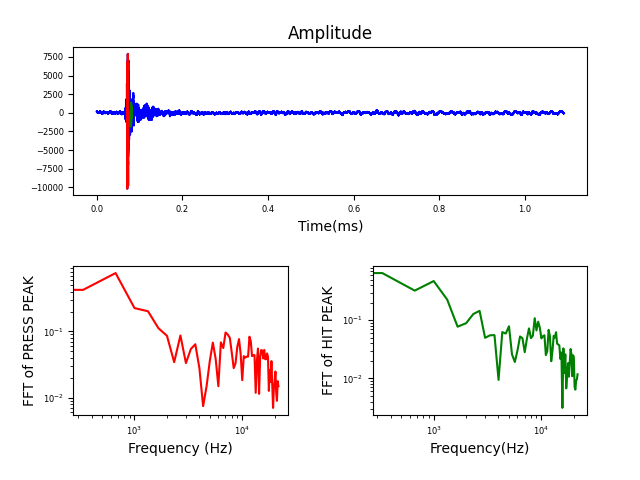 Amplitude
7500
5000
2500
0
−2500
−5000
−7500
−10000
0.0 0.2 0.4 0.6 0.8 1.0
Time(ms)
FFT of PRESS PEAK
10⁻¹
10⁻²
10³ 10⁴
Frequency (Hz)
FFT of HIT PEAK
10⁻¹
10⁻²
10³ 10⁴
Frequency(Hz)